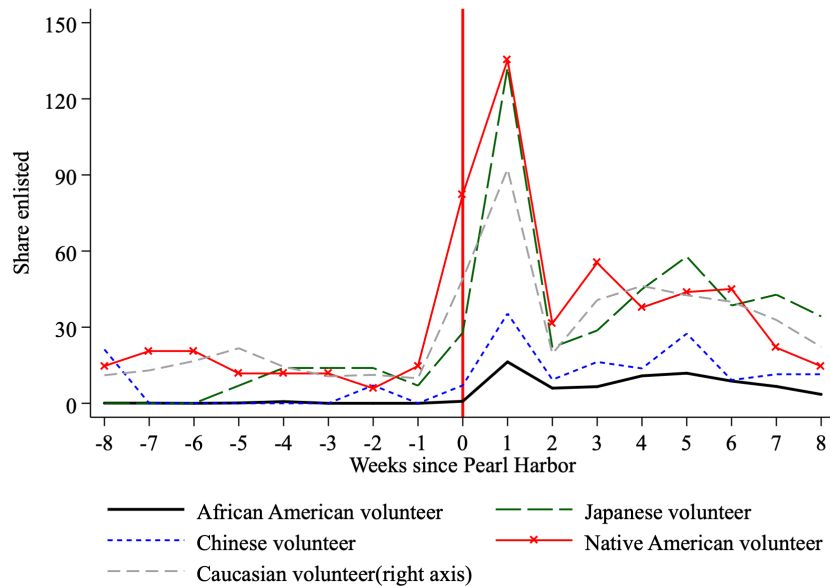 150
120
90
60
30
0
Share enlisted
-8 -7 -6 -5 -4 -3 -2 -1 0 1 2 3 4 5 6 7 8
Weeks since Pearl Harbor
African American volunteer Japanese volunteer
Chinese volunteer Native American volunteer
Caucasian volunteer(right axis)